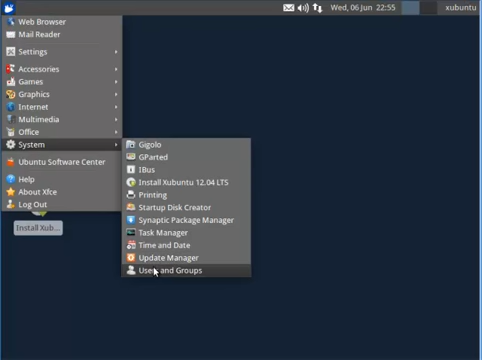 Wed, 06 Jun 22:55
xubuntu
Web Browser
Mail Reader
Settings
Accessories
Games
Graphics
Internet
Multimedia
Office
System
Ubuntu Software Center
Help
About Xfce
Log Out
Gigolo
GParted
IBus
Install Xubuntu 12.04 LTS
Printing
Startup Disk Creator
Synaptic Package Manager
Task Manager
Time and Date
Update Manager
Users and Groups
Install Xub...